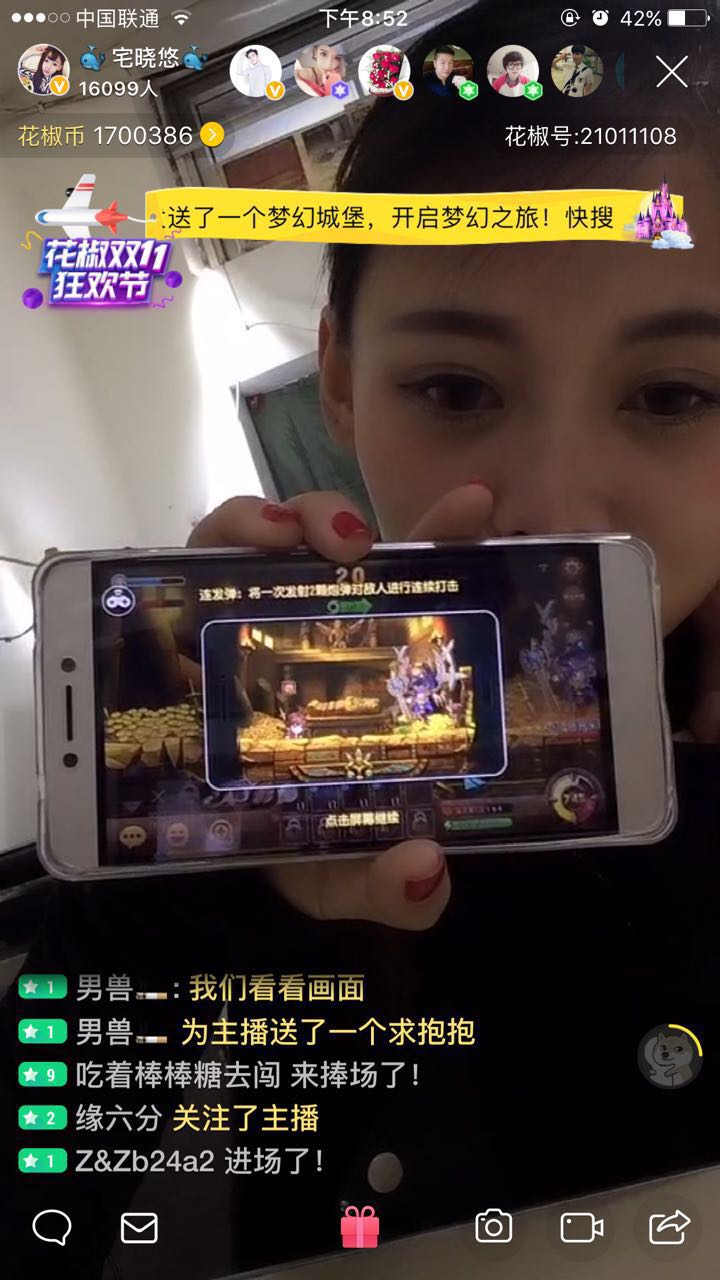 中国联通
下午8:52
42%
🐳宅晓悠🐳
16099人
花椒币 1700386
花椒号:21011108
送了一个梦幻城堡，开启梦幻之旅！快搜
花椒双11
狂欢节
20
连发弹：将一次发射2颗炮弹对敌人进行连续打击
点击屏幕继续
1 男兽🚬:我们看看画面
1 男兽🚬 为主播送了一个求抱抱
9 吃着棒棒糖去闯 来捧场了!
2 缘六分 关注了主播
1 Z&Zb24a2 进场了!